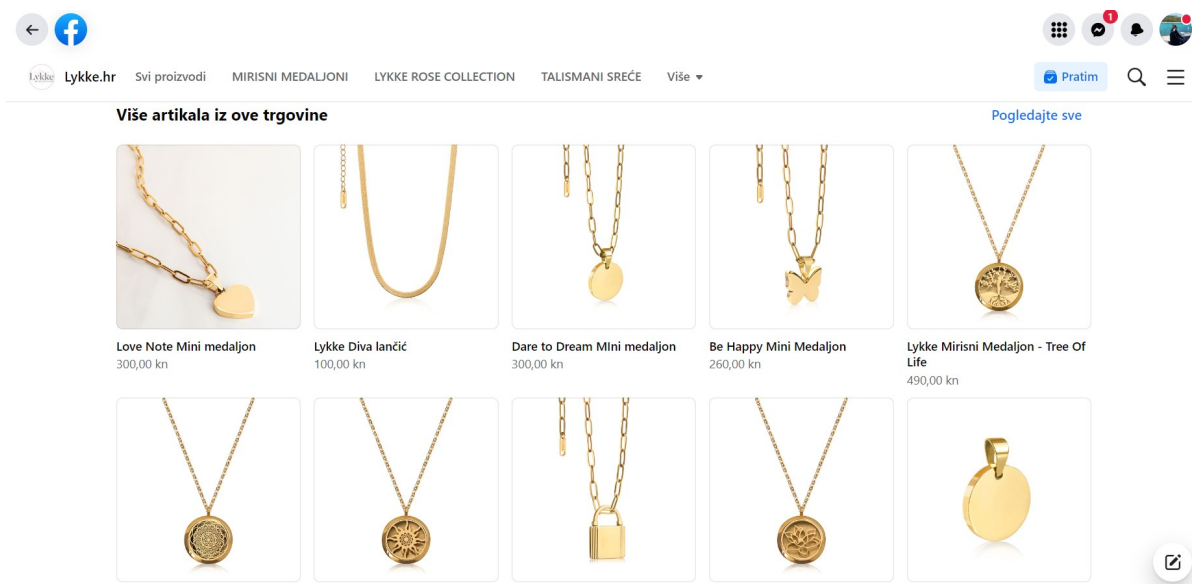 1
Lykke
Lykke.hr
Svi proizvodi
MIRISNI MEDALJONI
LYKKE ROSE COLLECTION
TALISMANI SREĆE
Više
Pratim
Više artikala iz ove trgovine
Pogledajte sve
Love Note Mini medaljon
300,00 kn
Lykke Diva lančić
100,00 kn
Dare to Dream MIni medaljon
300,00 kn
Be Happy Mini Medaljon
260,00 kn
Lykke Mirisni Medaljon - Tree Of
Life
490,00 kn